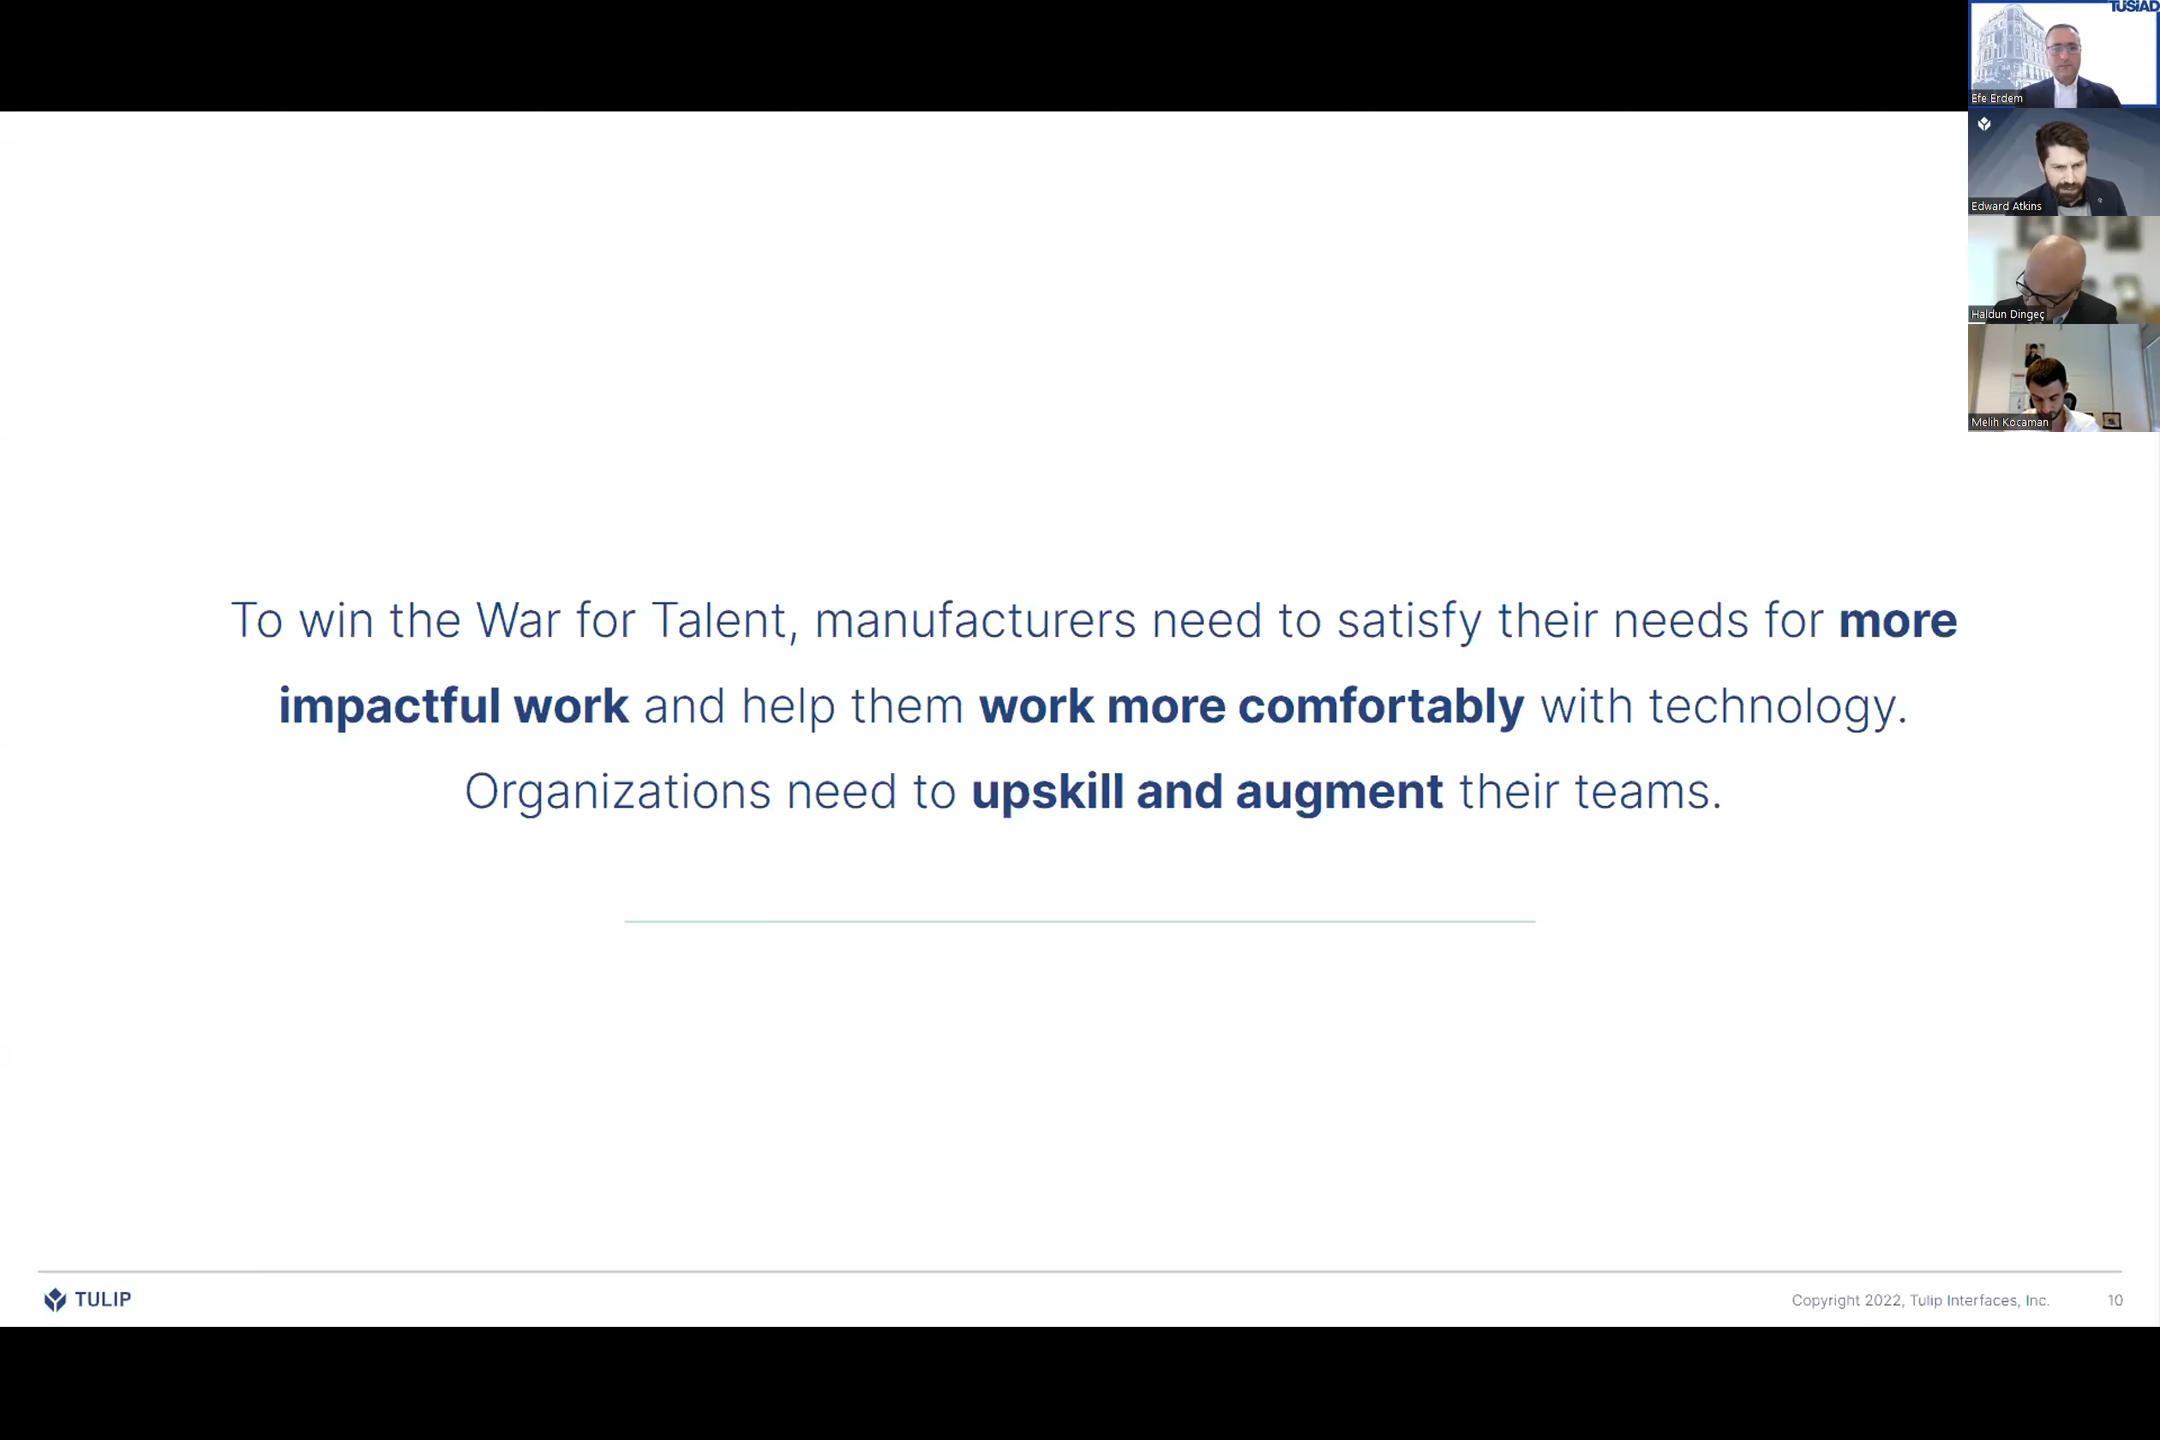 TUSİAD
Efe Erdem
Edward Atkins
Haldun Dingeç
Melih Kocaman
To win the War for Talent, manufacturers need to satisfy their needs for more
impactful work and help them work more comfortably with technology.
Organizations need to upskill and augment their teams.
TULIP
Copyright 2022, Tulip Interfaces, Inc.
10